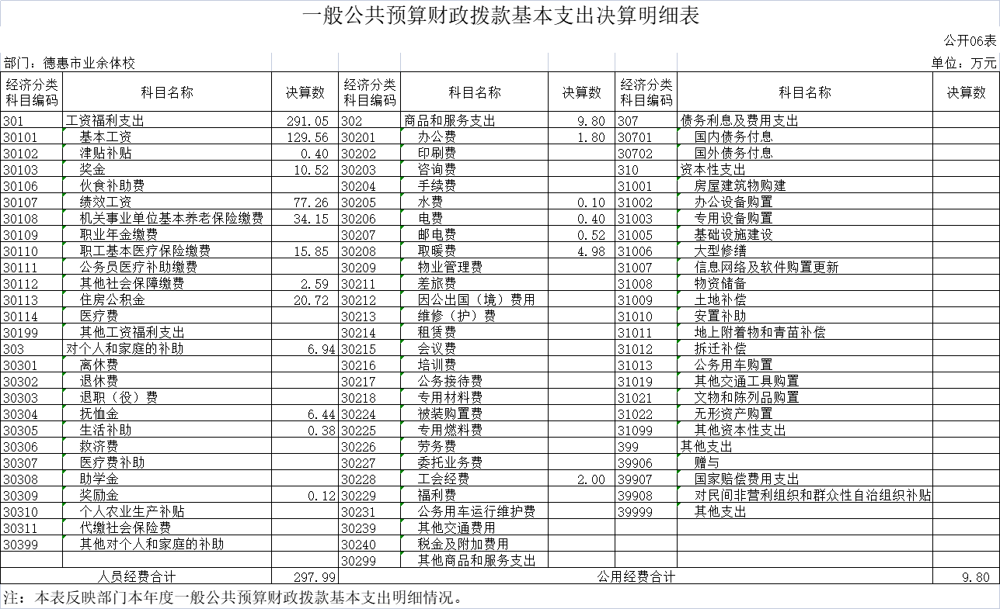 一般公共预算财政拨款基本支出决算明细表
公开06表
部门：德惠市业余体校 单位：万元
经济分类科目编码 科目名称 决算数 经济分类科目编码 科目名称 决算数 经济分类科目编码 科目名称 决算数
301 工资福利支出 291.05 302 商品和服务支出 9.80 307 债务利息及费用支出
30101 基本工资 129.56 30201 办公费 1.80 30701 国内债务付息
30102 津贴补贴 0.40 30202 印刷费 30702 国外债务付息
30103 奖金 10.52 30203 咨询费 310 资本性支出
30106 伙食补助费 30204 手续费 31001 房屋建筑物购建
30107 绩效工资 77.26 30205 水费 0.10 31002 办公设备购置
30108 机关事业单位基本养老保险缴费 34.15 30206 电费 0.40 31003 专用设备购置
30109 职业年金缴费 30207 邮电费 0.52 31005 基础设施建设
30110 职工基本医疗保险缴费 15.85 30208 取暖费 4.98 31006 大型修缮
30111 公务员医疗补助缴费 30209 物业管理费 31007 信息网络及软件购置更新
30112 其他社会保障缴费 2.59 30211 差旅费 31008 物资储备
30113 住房公积金 20.72 30212 因公出国（境）费用 31009 土地补偿
30114 医疗费 30213 维修（护）费 31010 安置补助
30199 其他工资福利支出 30214 租赁费 31011 地上附着物和青苗补偿
303 对个人和家庭的补助 6.94 30215 会议费 31012 拆迁补偿
30301 离休费 30216 培训费 31013 公务用车购置
30302 退休费 30217 公务接待费 31019 其他交通工具购置
30303 退职（役）费 30218 专用材料费 31021 文物和陈列品购置
30304 抚恤金 6.44 30224 被装购置费 31022 无形资产购置
30305 生活补助 0.38 30225 专用燃料费 31099 其他资本性支出
30306 救济费 30226 劳务费 399 其他支出
30307 医疗费补助 30227 委托业务费 39906 赠与
30308 助学金 30228 工会经费 2.00 39907 国家赔偿费用支出
30309 奖励金 0.12 30229 福利费 39908 对民间非营利组织和群众性自治组织补贴
30310 个人农业生产补贴 30231 公务用车运行维护费 39999 其他支出
30311 代缴社会保险费 30239 其他交通费用
30399 其他对个人和家庭的补助 30240 税金及附加费用
30299 其他商品和服务支出
人员经费合计 297.99 公用经费合计 9.80
注：本表反映部门本年度一般公共预算财政拨款基本支出明细情况。